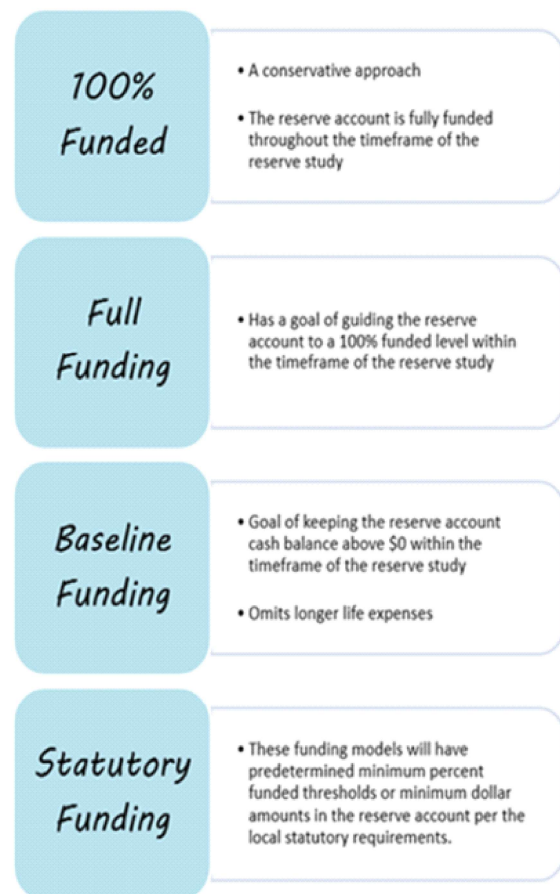 100%
Funded
• A conservative approach
• The reserve account is fully funded
throughout the timeframe of the
reserve study
Full
Funding
• Has a goal of guiding the reserve
account to a 100% funded level within
the timeframe of the reserve study
Baseline
Funding
• Goal of keeping the reserve account
cash balance above $0 within the
timeframe of the reserve study
• Omits longer life expenses
Statutory
Funding
• These funding models will have
predetermined minimum percent
funded thresholds or minimum dollar
amounts in the reserve account per the
local statutory requirements.